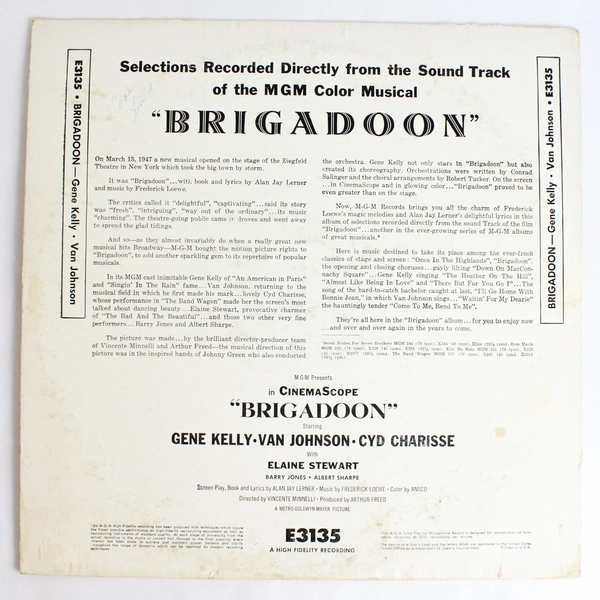 Selections Recorded Directly from the Sound Track
of the MGM Color Musical
"BRIGADOON"
E3135 • BRIGADOON — Gene Kelly • Van Johnson
On March 13, 1947 a new musical opened on the stage of the Ziegfeld
Theatre in New York which took the big town by storm.
It was "Brigadoon"...with book and lyrics by Alan Jay Lerner
and music by Frederick Loewe.
The critics called it "delightful", "captivating"...said its story
was "fresh", "intriguing", "way out of the ordinary"...its music
"charming". The theatre-going public came in droves and went away
to spread the glad tidings.
And so—as they almost invariably do when a really great new
musical hits Broadway—M-G-M bought the motion picture rights to
"Brigadoon", to add another sparkling gem to its repertoire of popular
musicals.
In its MGM cast inimitable Gene Kelly of "An American in Paris"
and "Singin' In The Rain" fame...Van Johnson, returning to the
musical field in which he made his mark...lovely Cyd Charisse,
whose performance in "The Band Wagon" made her the screen's most
talked about dancing beauty...Elaine Stewart, provocative charmer
of "The Bad And The Beautiful"...and those two other very fine
performers—Barry Jones and Albert Sharpe.
The picture was made...by the brilliant director-producer team
of Vincente Minnelli and Arthur Freed—the musical direction of this
picture was in the inspired hands of Johnny Green, who also conducted
the orchestra. Gene Kelly not only stars in "Brigadoon" but also
created its choreography. Orchestrations were written by Conrad
Salinger and the choral arrangements by Robert Tucker. On the screen
...in CinemaScope and in glowing color..."Brigadoon" proved to be
even greater than on the stage.
Now, M-G-M Records brings you all the charm of Frederick
Loewe's magic melodies and Alan Jay Lerner's delightful lyrics in this
album of selections recorded directly from the sound track of the film
"Brigadoon"...another in the ever-growing series of M-G-M albums
of great musicals.*
Here is music destined to take its place among the ever-fresh
classics of stage and screen: "Once In The Highlands", "Brigadoon",
the opening and closing choruses...gayly lilting "Down On MacCon-
nachy Square"...Gene Kelly singing "The Heather On The Hill",
"Almost Like Being In Love" and "There But For You Go I"...The
song of the hard-to-catch bachelor caught at last, "I'll Go Home With
Bonnie Jean," in which Van Johnson sings..."Waitin' For My Dearie"
the hauntingly tender "Come To Me, Bend To Me",
They're all here in the "Brigadoon" album...for you to enjoy now
...and over and over again in the years to come.
BRIGADOON — Gene Kelly • Van Johnson • E3135
M-G-M Presents
in CINEMASCOPE
"BRIGADOON"
Starring
GENE KELLY•VAN JOHNSON•CYD CHARISSE
With
ELAINE STEWART
BARRY JONES • ALBERT SHARPE
Screen Play, Book and Lyrics by ALAN JAY LERNER • Music by FREDERICK LOEWE • Color by ANSCO
Directed by VINCENTE MINNELLI • Produced by ARTHUR FREED
A METRO-GOLDWYN-MAYER PICTURE
E3135
A HIGH FIDELITY RECORDING
Printed in U.S.A.